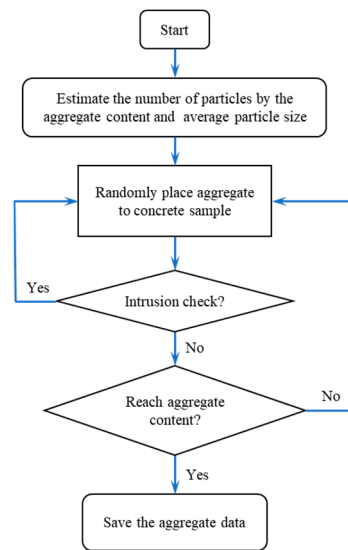 Start
Estimate the number of particles by the
aggregate content and average particle size
Randomly place aggregate
to concrete sample
Yes
Intrusion check?
No
Reach aggregate
content?
No
Yes
Save the aggregate data